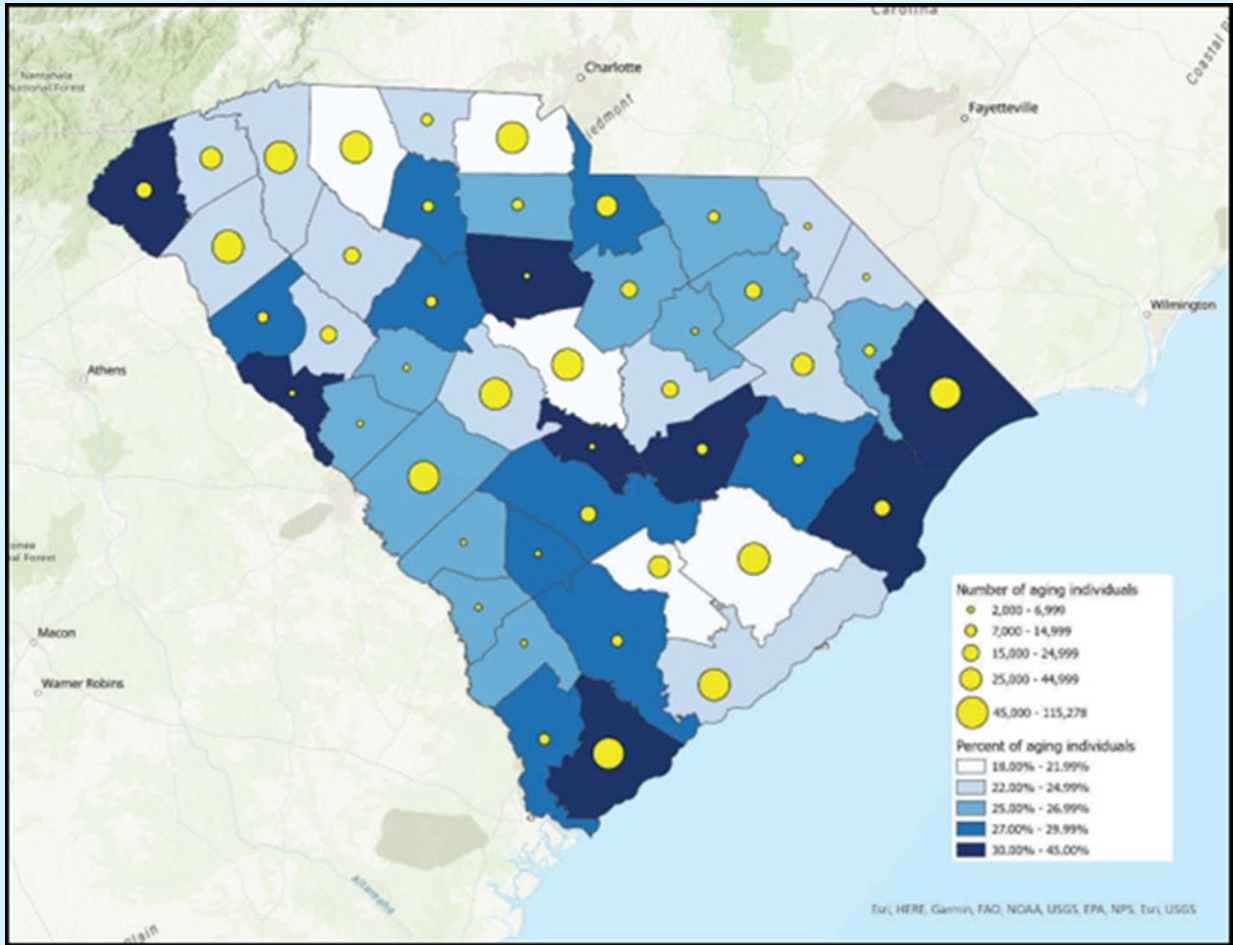 Carolina
Nantahala
National Forest
Charlotte
Piedmont
Fayetteville
Coastal
Wilmington
Athens
Macon
Warner Robins
Altamaha
Plain
Number of aging individuals
2,000 - 6,999
7,000 - 14,999
15,000 - 24,999
25,000 - 44,999
45,000 - 115,278
Percent of aging individuals
18.00% - 21.99%
22.00% - 24.99%
25.00% - 26.99%
27.00% - 29.99%
30.00% - 45.00%
Esri, HERE, Garmin, FAO, NOAA, USGS, EPA, NPS, Esri, USGS